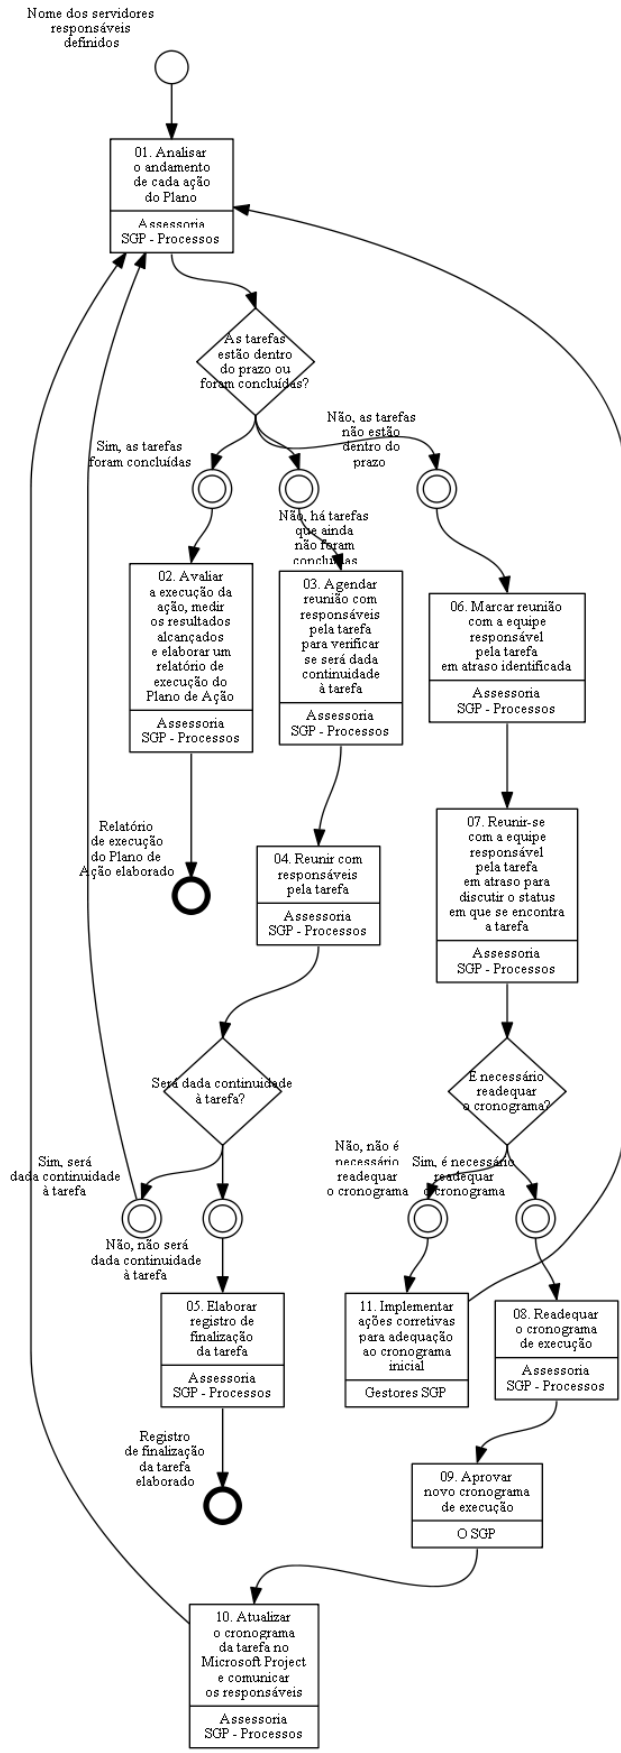 Nome dos servidores
responsáveis
definidos
01. Analisar
o andamento
de cada ação
do Plano
Assessoria
SGP - Processos
As tarefas
estão dentro
do prazo ou
foram concluídas?
Sim, as tarefas
foram concluídas
Não, as tarefas
não estão
dentro do
prazo
Não, há tarefas
que ainda
não foram
concluídas
02. Avaliar
a execução da
ação, medir
os resultados
alcançados
e elaborar um
relatório de
execução do
Plano de Ação
Assessoria
SGP - Processos
03. Agendar
reunião com
responsáveis
pela tarefa
para verificar
se será dada
continuidade
à tarefa
Assessoria
SGP - Processos
06. Marcar reunião
com a equipe
responsável
pela tarefa
em atraso identificada
Assessoria
SGP - Processos
Relatório
de execução
do Plano de
Ação elaborado
04. Reunir com
responsáveis
pela tarefa
Assessoria
SGP - Processos
07. Reunir-se
com a equipe
responsável
pela tarefa
em atraso para
discutir o status
em que se encontra
a tarefa
Assessoria
SGP - Processos
Será dada continuidade
à tarefa?
É necessário
readequar
o cronograma?
Sim, será
dada continuidade
à tarefa
Não, não será
dada continuidade
à tarefa
Não, não é
necessário
readequar
o cronograma
Sim, é necessário
readequar
o cronograma
05. Elaborar
registro de
finalização
da tarefa
Assessoria
SGP - Processos
11. Implementar
ações corretivas
para adequação
ao cronograma
inicial
Gestores SGP
08. Readequar
o cronograma
de execução
Assessoria
SGP - Processos
Registro
de finalização
da tarefa
elaborado
09. Aprovar
novo cronograma
de execução
O SGP
10. Atualizar
o cronograma
da tarefa no
Microsoft Project
e comunicar
os responsáveis
Assessoria
SGP - Processos